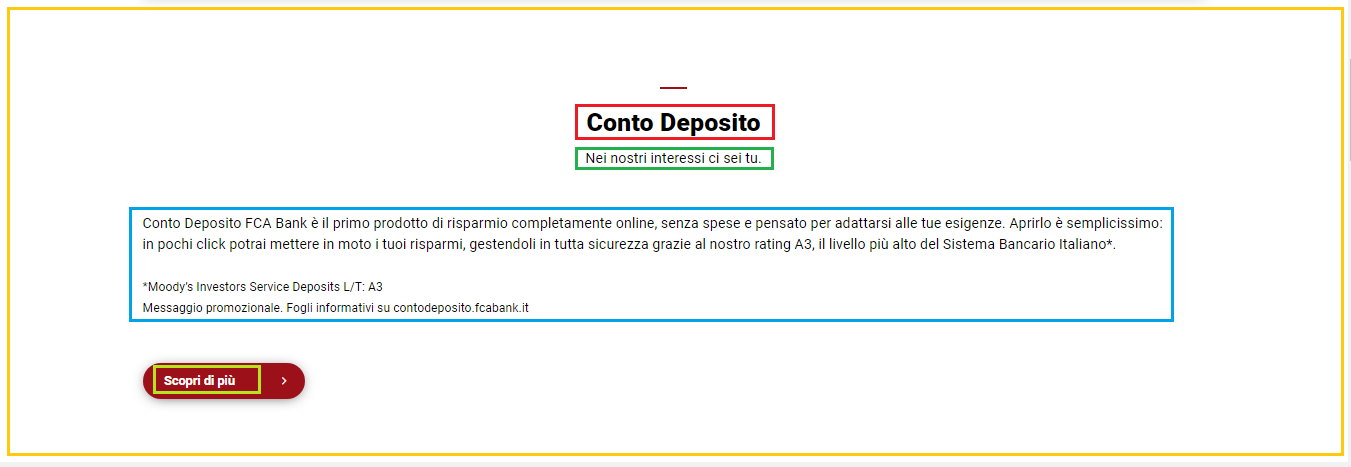 Conto Deposito
Nei nostri interessi ci sei tu.
Conto Deposito FCA Bank è il primo prodotto di risparmio completamente online, senza spese e pensato per adattarsi alle tue esigenze. Aprirlo è semplicissimo:
in pochi click potrai mettere in moto i tuoi risparmi, gestendoli in tutta sicurezza grazie al nostro rating A3, il livello più alto del Sistema Bancario Italiano*.
*Moody's Investors Service Deposits L/T: A3
Messaggio promozionale. Fogli informativi su contodeposito.fcabank.it
Scopri di più